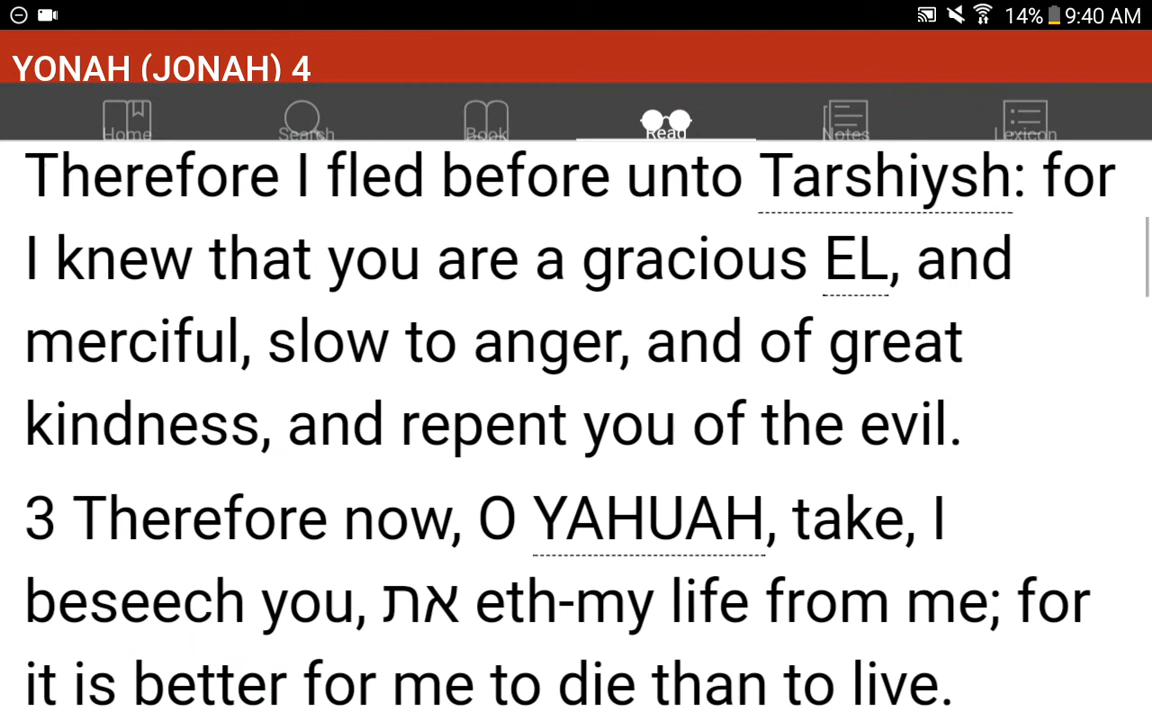 14% 9:40 AM
YONAH (JONAH) 4
Home Search Book Read Notes Lexicon
Therefore I fled before unto Tarshiysh: for
I knew that you are a gracious EL, and
merciful, slow to anger, and of great
kindness, and repent you of the evil.
3 Therefore now, O YAHUAH, take, I
beseech you, את eth-my life from me; for
it is better for me to die than to live.